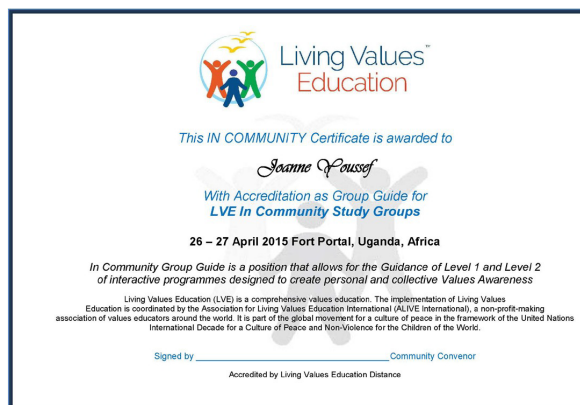 Living Values™
Education
This IN COMMUNITY Certificate is awarded to
Joanne Youssef
With Accreditation as Group Guide for
LVE In Community Study Groups
26 – 27 April 2015 Fort Portal, Uganda, Africa
In Community Group Guide is a position that allows for the Guidance of Level 1 and Level 2
of interactive programmes designed to create personal and collective Values Awareness
Living Values Education (LVE) is a comprehensive values education. The implementation of Living Values
Education is coordinated by the Association for Living Values Education International (ALIVE International), a non-profit-making
association of values educators around the world. It is part of the global movement for a culture of peace in the framework of the United Nations
International Decade for a Culture of Peace and Non-Violence for the Children of the World.
Signed by ________________________________________Community Convenor
Accredited by Living Values Education Distance